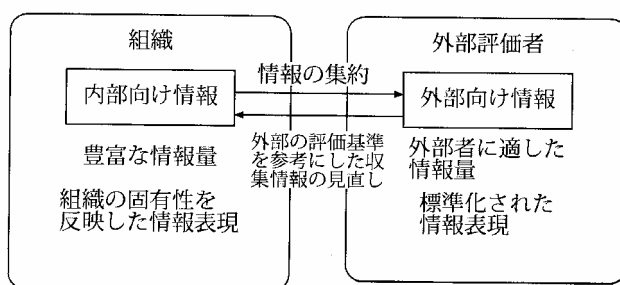 組織
内部向け情報
豊富な情報量
組織の固有性を
反映した情報表現
情報の集約
外部の評価基準
を参考にした収
集情報の見直し
外部評価者
外部向け情報
外部者に適した
情報量
標準化された
情報表現